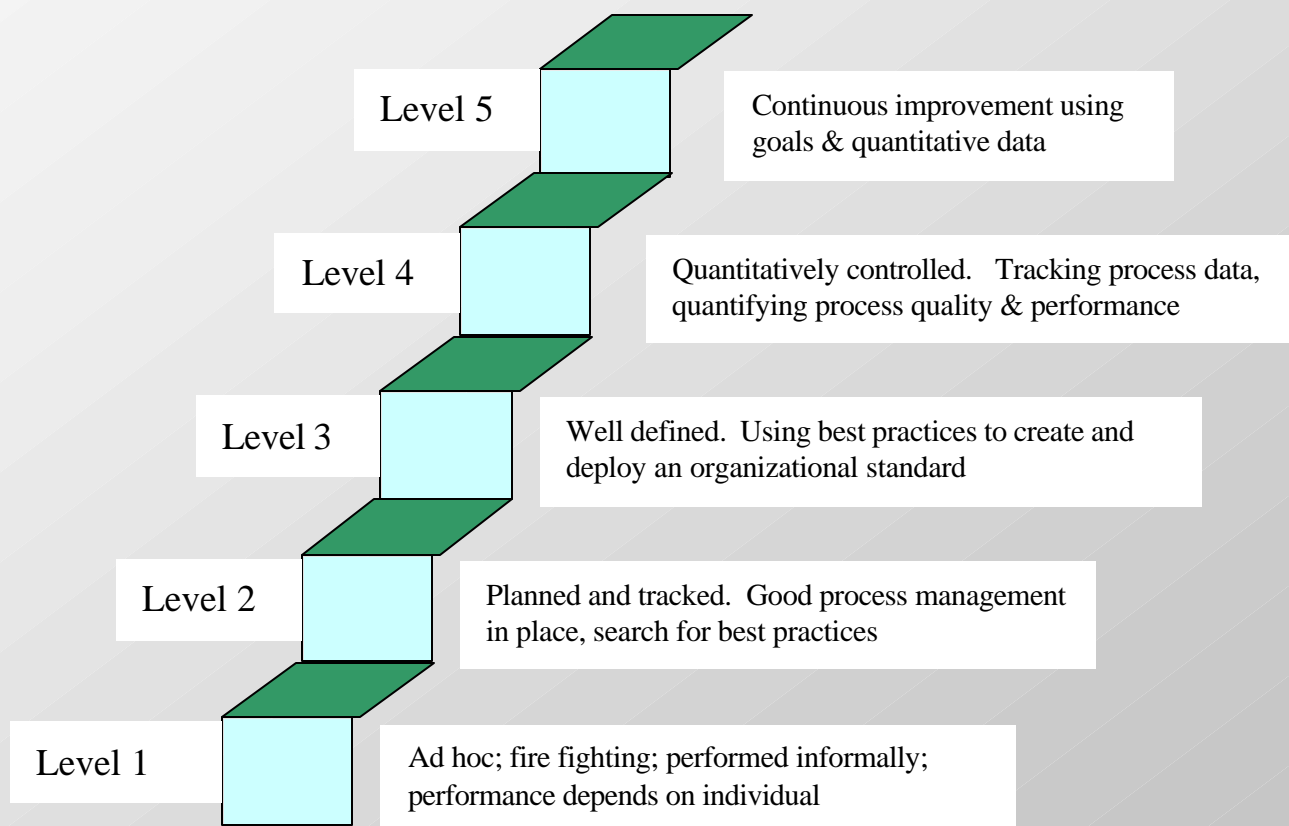 Level 5
Continuous improvement using
goals & quantitative data
Level 4
Quantitatively controlled. Tracking process data,
quantifying process quality & performance
Level 3
Well defined. Using best practices to create and
deploy an organizational standard
Level 2
Planned and tracked. Good process management
in place, search for best practices
Level 1
Ad hoc; fire fighting; performed informally;
performance depends on individual